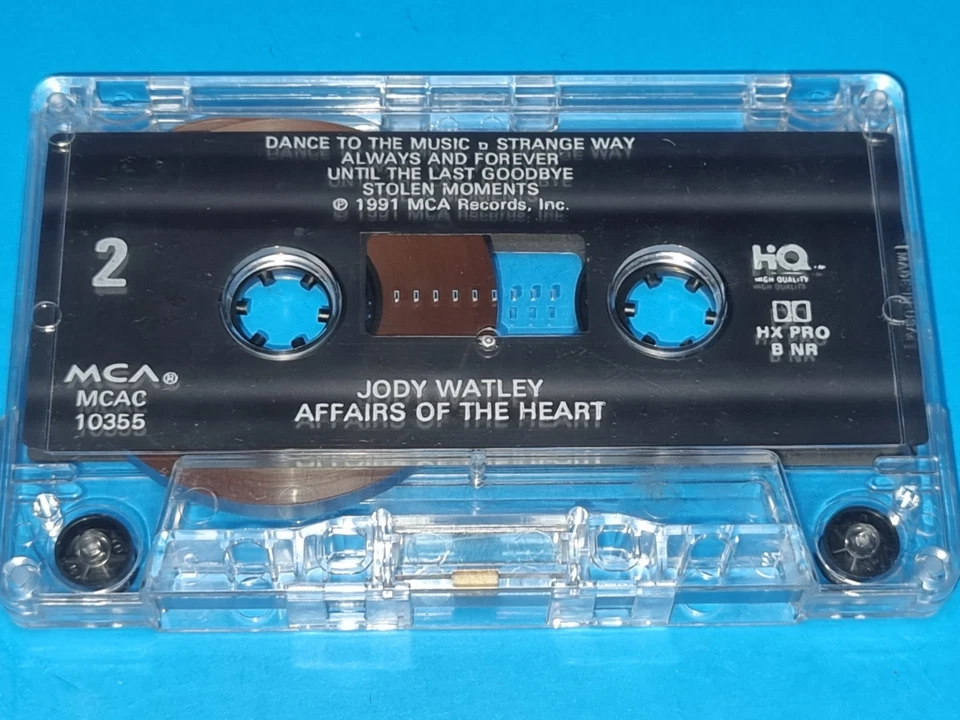 DANCE TO THE MUSIC ▫ STRANGE WAY
ALWAYS AND FOREVER
UNTIL THE LAST GOODBYE
STOLEN MOMENTS
℗ 1991 MCA Records, Inc.
2
HQ
HIGH QUALITY
HX PRO
B NR
MCA®
MCAC
10355
JODY WATLEY
AFFAIRS OF THE HEART